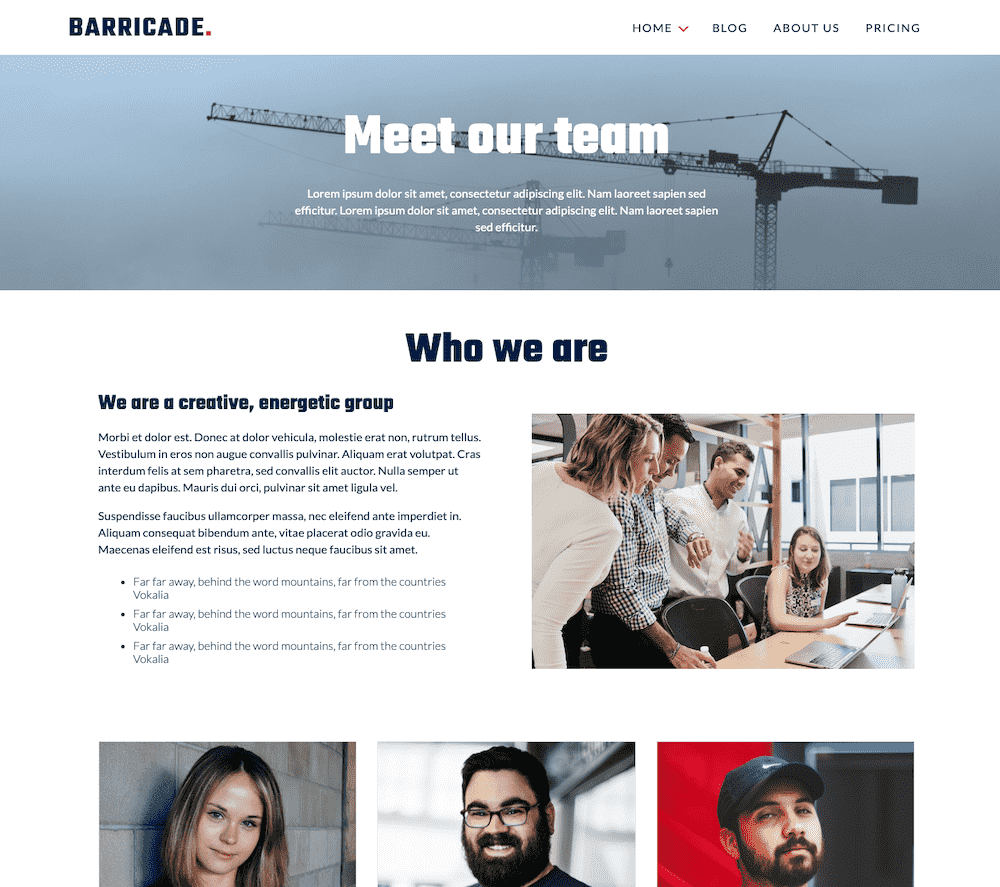 BARRICADE.
HOME
BLOG
ABOUT US
PRICING
Meet our team
Lorem ipsum dolor sit amet, consectetur adipiscing elit. Nam laoreet sapien sed
efficitur. Lorem ipsum dolor sit amet, consectetur adipiscing elit. Nam laoreet sapien
sed efficitur.
Who we are
We are a creative, energetic group
Morbi et dolor est. Donec at dolor vehicula, molestie erat non, rutrum tellus.
Vestibulum in eros non augue convallis pulvinar. Aliquam erat volutpat. Cras
interdum felis at sem pharetra, sed convallis elit auctor. Nulla semper ut
ante eu dapibus. Mauris dui orci, pulvinar sit amet ligula vel.
Suspendisse faucibus ullamcorper massa, nec eleifend ante imperdiet in.
Aliquam consequat bibendum ante, vitae placerat odio gravida eu.
Maecenas eleifend est risus, sed luctus neque faucibus sit amet.
• Far far away, behind the word mountains, far from the countries
Vokalia
• Far far away, behind the word mountains, far from the countries
Vokalia
• Far far away, behind the word mountains, far from the countries
Vokalia